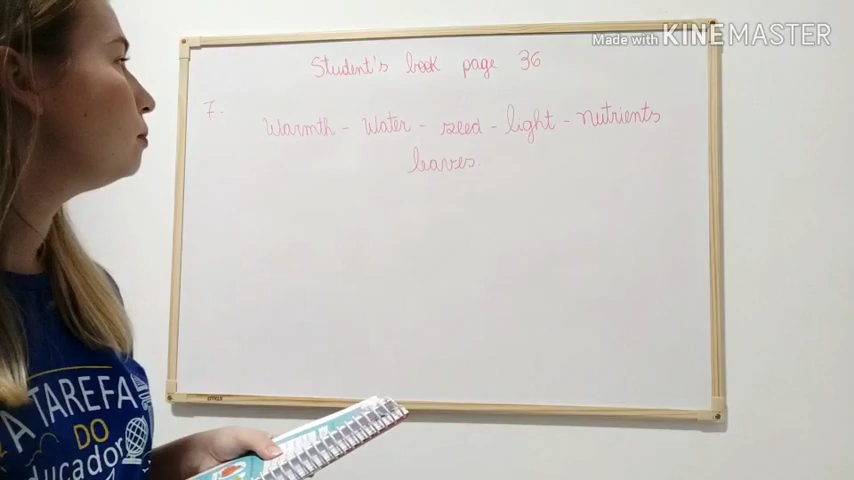 Made with KINEMASTER
Student's book page 36
7- Warmth - Water - seed - light - nutrients
leaves.
A TAREFA
DO
educador